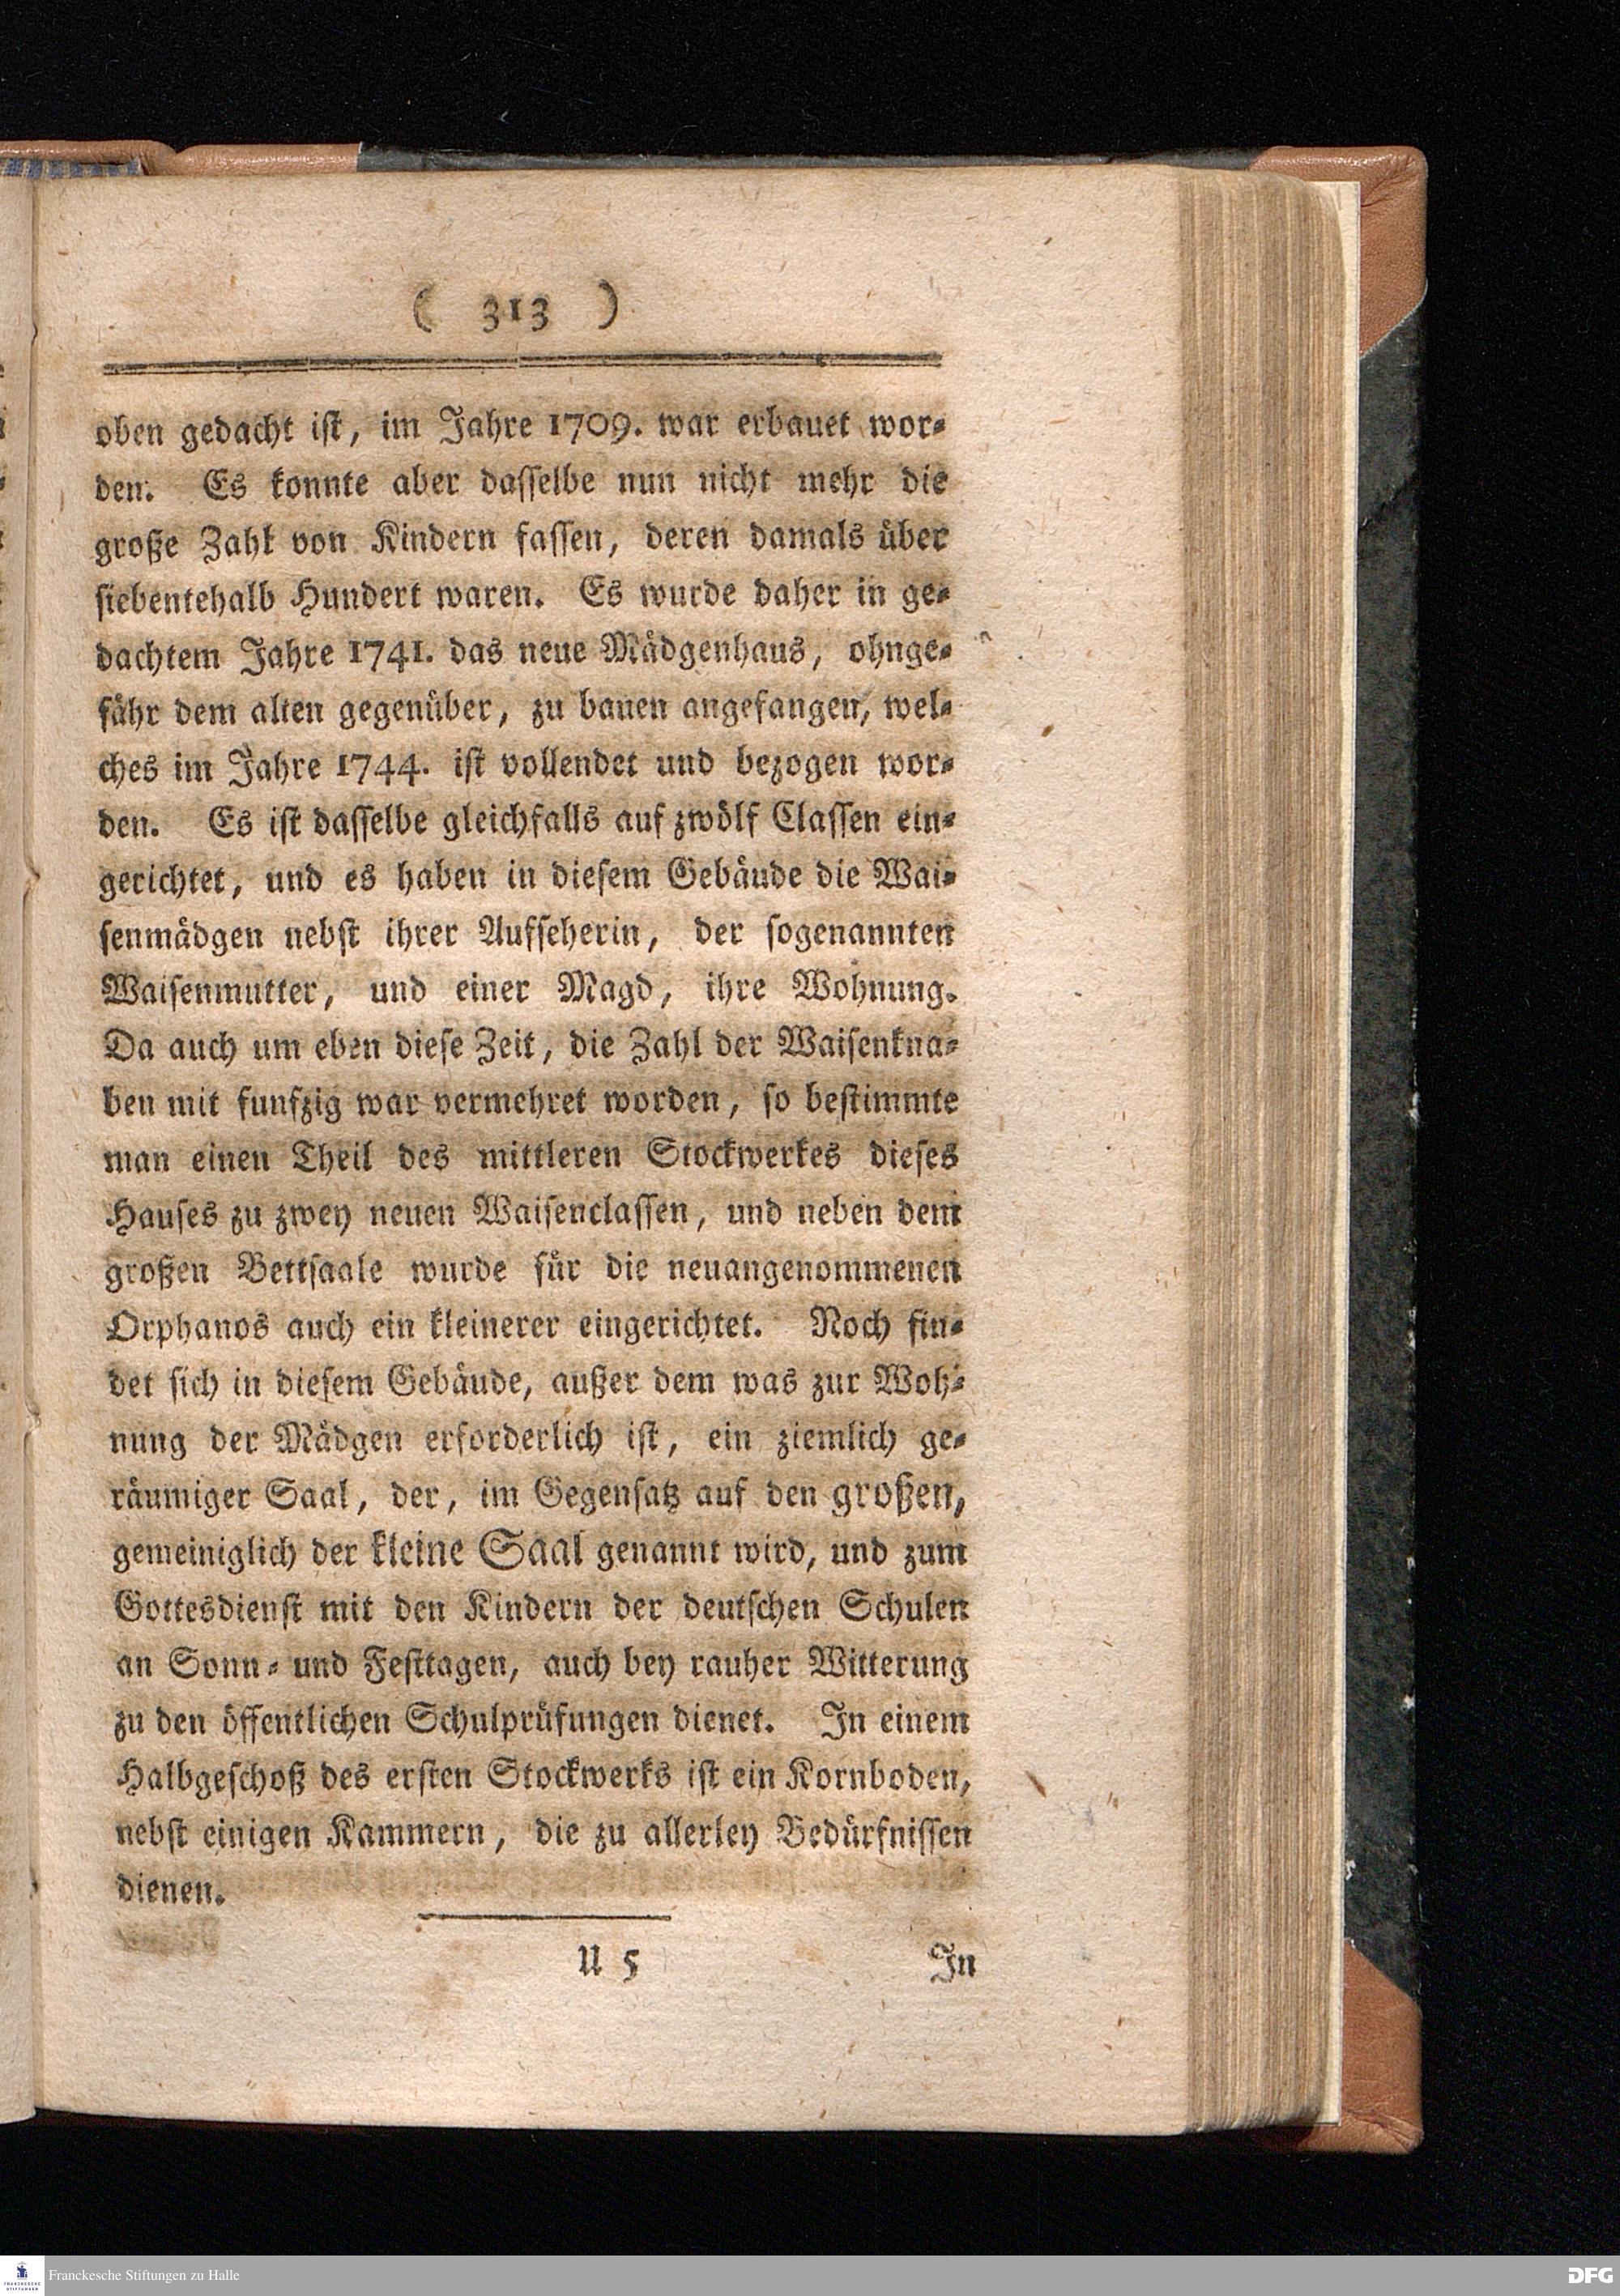 ( 313 )
oben gedacht ist, im Jahre 1709. war erbauet wor-
den. Es konnte aber dasselbe nun nicht mehr die
große Zahl von Kindern fassen, deren damals über
siebentehalb Hundert waren. Es wurde daher in ge-
dachtem Jahre 1741. das neue Mädgenhaus, ohnge-
fähr dem alten gegenüber, zu bauen angefangen, wel-
ches im Jahre 1744. ist vollendet und bezogen wor-
den. Es ist dasselbe gleichfalls auf zwölf Classen ein-
gerichtet, und es haben in diesem Gebäude die Wai-
senmädgen nebst ihrer Aufseherin, der sogenannten
Waisenmutter, und einer Magd, ihre Wohnung.
Da auch um eben diese Zeit, die Zahl der Waisenkna-
ben mit funfzig war vermehret worden, so bestimmte
man einen Theil des mittleren Stockwerkes dieses
Hauses zu zwey neuen Waisenclassen, und neben dem
großen Bettsaale wurde für die neuangenommenen
Orphanos auch ein kleinerer eingerichtet. Noch fin-
det sich in diesem Gebäude, außer dem was zur Woh-
nung der Mädgen erforderlich ist, ein ziemlich ge-
räumiger Saal, der, im Gegensatz auf den großen,
gemeiniglich der kleine Saal genannt wird, und zum
Gottesdienst mit den Kindern der deutschen Schulen
an Sonn- und Festtagen, auch bey rauher Witterung
zu den öffentlichen Schulprüfungen dienet. In einem
Halbgeschoß des ersten Stockwerks ist ein Kornboden,
nebst einigen Kammern, die zu allerley Bedürfnissen
dienen.
U 5 In
FRANCKESCHE STIFTUNGEN
Franckesche Stiftungen zu Halle
DFG